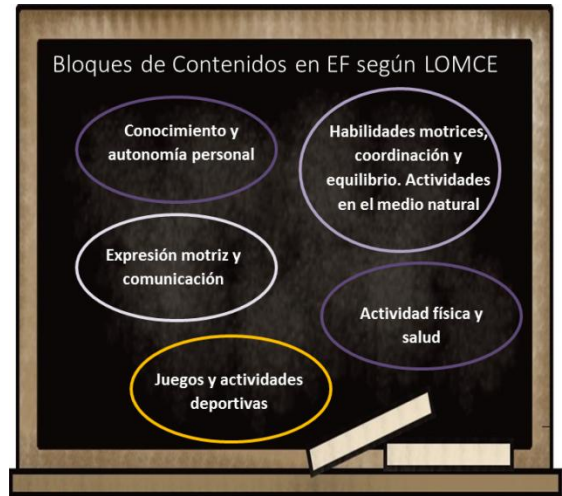 Bloques de Contenidos en EF según LOMCE
Conocimiento y
autonomía personal
Habilidades motrices,
coordinación y
equilibrio. Actividades
en el medio natural
Expresión motriz y
comunicación
Actividad física y
salud
Juegos y actividades
deportivas